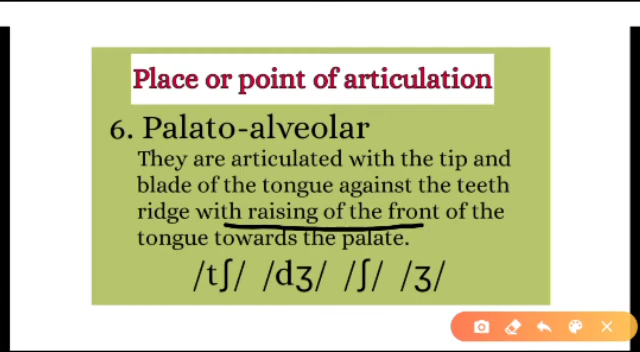 Place or point of articulation
6. Palato-alveolar
They are articulated with the tip and
blade of the tongue against the teeth
ridge with raising of the front of the
tongue towards the palate.
/tʃ/ /dʒ/ /ʃ/ /ʒ/